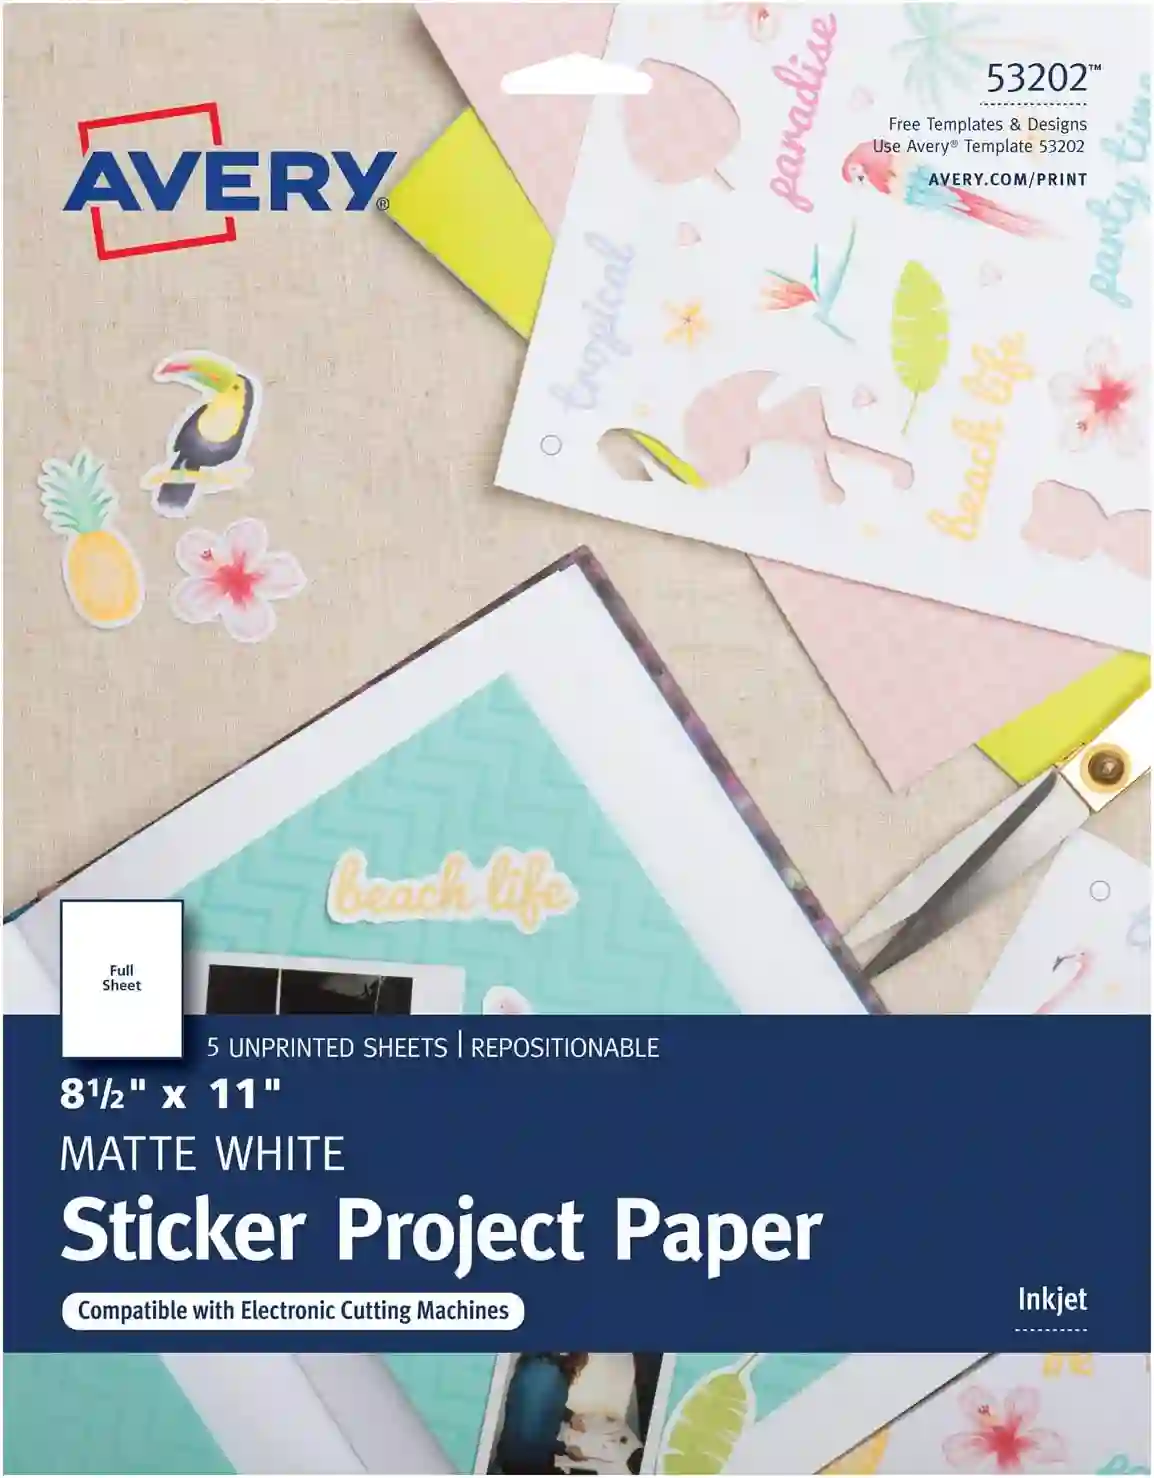 AVERY®
53202™
Free Templates & Designs
Use Avery® Template 53202
AVERY.COM/PRINT
paradise
party time
tropical
beach life
beach life
Full
Sheet
5 UNPRINTED SHEETS | REPOSITIONABLE
8½" x 11"
MATTE WHITE
Sticker Project Paper
Compatible with Electronic Cutting Machines
Inkjet